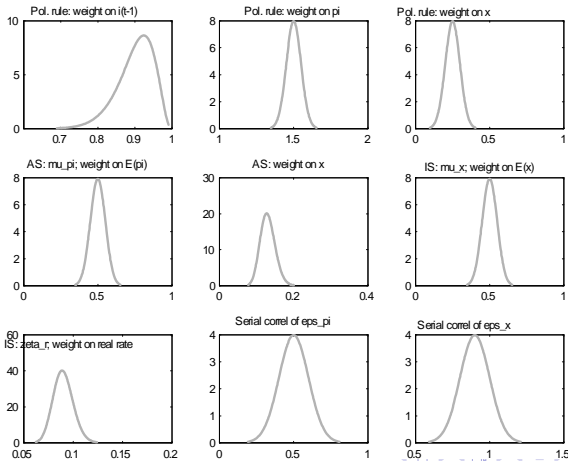 Pol. rule: weight on i(t-1)
Pol. rule: weight on pi
Pol. rule: weight on x
10
5
0
0.7 0.8 0.9 1
8
6
4
2
0
1 1.5 2
8
6
4
2
0
0 0.5 1
AS: mu_pi; weight on E(pi)
AS: weight on x
IS: mu_x; weight on E(x)
8
6
4
2
0
0 0.5 1
30
20
10
0
0 0.2 0.4
8
6
4
2
0
0 0.5 1
IS: zeta_r; weight on real rate
Serial correl of eps_pi
Serial correl of eps_x
60
40
20
0
0.05 0.1 0.15 0.2
4
3
2
1
0
0 0.5 1
4
3
2
1
0
0.5 1 1.5